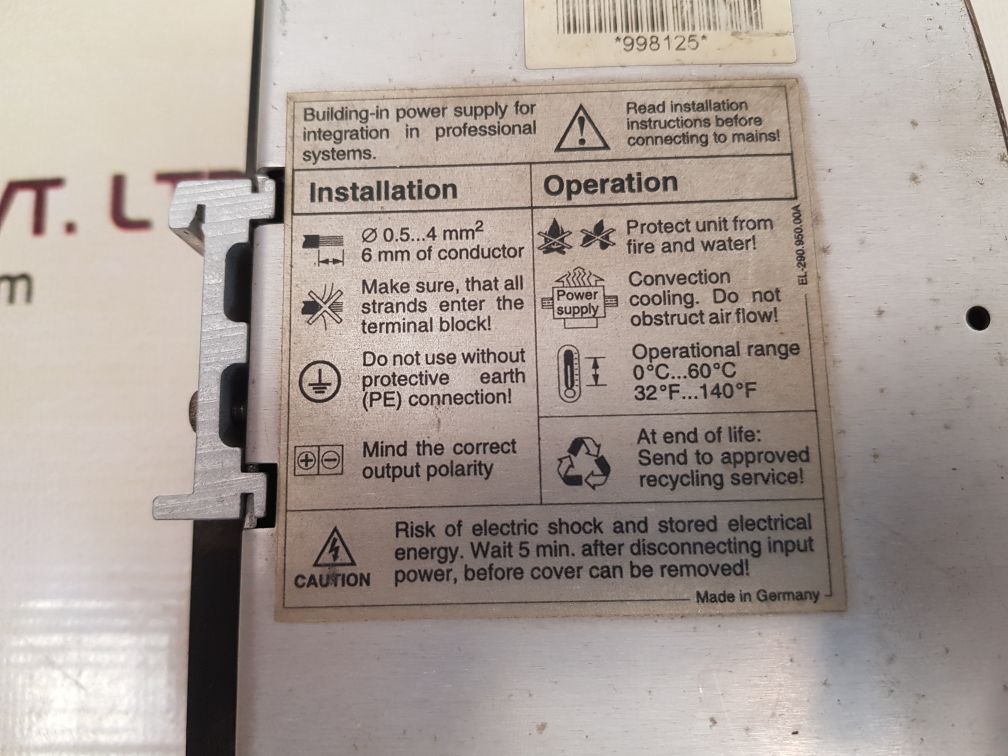 *998125*
Building-in power supply for
integration in professional
systems.
Read installation
instructions before
connecting to mains!
Installation
Ø 0.5...4 mm²
6 mm of conductor
Make sure, that all
strands enter the
terminal block!
Do not use without
protective earth
(PE) connection!
Mind the correct
output polarity
Operation
Protect unit from
fire and water!
Power
supply
Convection
cooling. Do not
obstruct air flow!
Operational range
0°C...60°C
32°F...140°F
At end of life:
Send to approved
recycling service!
EL-290.950.00A
CAUTION
Risk of electric shock and stored electrical
energy. Wait 5 min. after disconnecting input
power, before cover can be removed!
Made in Germany
VT. LTD
m